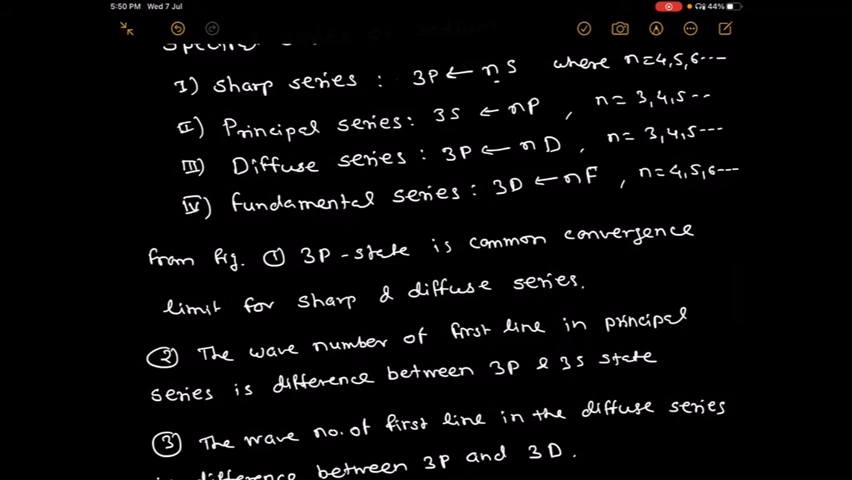 5:50 PM Wed 7 Jul 44%
I) Sharp series : 3P ← nS where n=4,5,6---
II) Principal series: 3S ← nP , n= 3,4,5--
III) Diffuse series : 3P ← nD , n= 3,4,5---
IV) fundamental series : 3D ← nF , n=4,5,6---
from fig. ① 3P-state is common convergence
limit for sharp & diffuse series.
② The wave number of first line in principal
series is difference between 3P & 3S state
③ The wave no. of first line in the diffuse series
is difference between 3P and 3D.